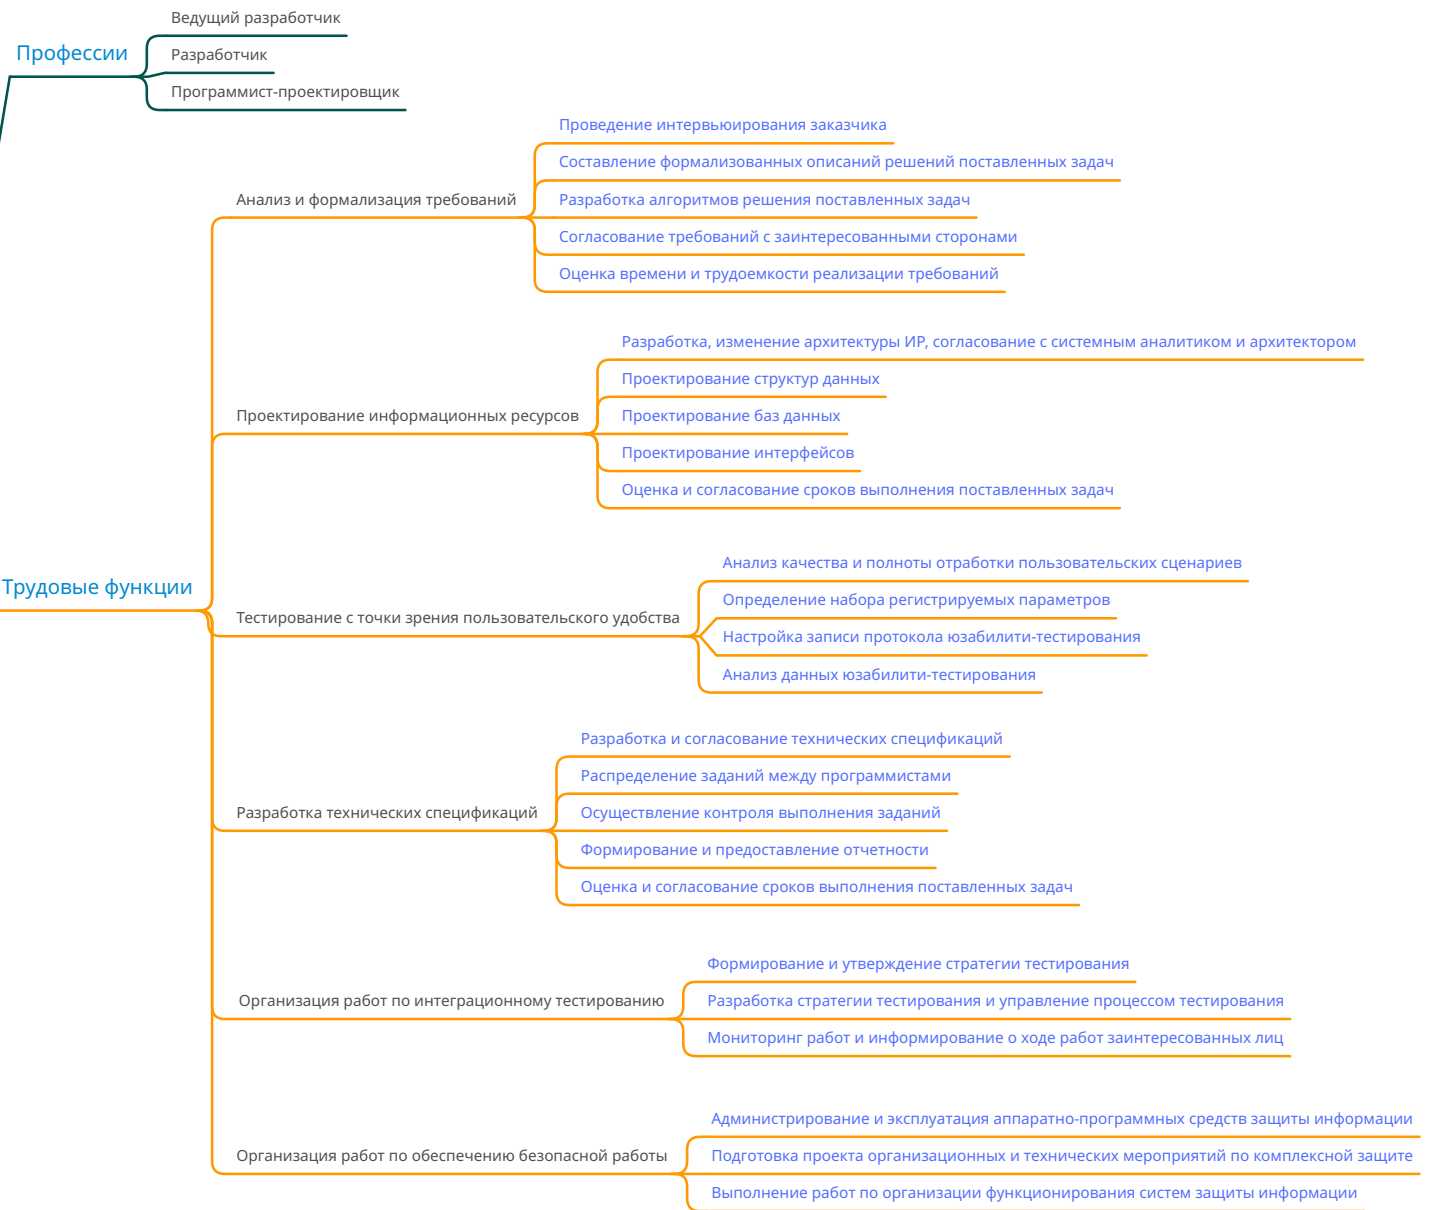 Профессии
Ведущий разработчик
Разработчик
Программист-проектировщик
Трудовые функции
Анализ и формализация требований
Проведение интервьюирования заказчика
Составление формализованных описаний решений поставленных задач
Разработка алгоритмов решения поставленных задач
Согласование требований с заинтересованными сторонами
Оценка времени и трудоемкости реализации требований
Проектирование информационных ресурсов
Разработка, изменение архитектуры ИР, согласование с системным аналитиком и архитектором
Проектирование структур данных
Проектирование баз данных
Проектирование интерфейсов
Оценка и согласование сроков выполнения поставленных задач
Тестирование с точки зрения пользовательского удобства
Анализ качества и полноты отработки пользовательских сценариев
Определение набора регистрируемых параметров
Настройка записи протокола юзабилити-тестирования
Анализ данных юзабилити-тестирования
Разработка технических спецификаций
Разработка и согласование технических спецификаций
Распределение заданий между программистами
Осуществление контроля выполнения заданий
Формирование и предоставление отчетности
Оценка и согласование сроков выполнения поставленных задач
Организация работ по интеграционному тестированию
Формирование и утверждение стратегии тестирования
Разработка стратегии тестирования и управление процессом тестирования
Мониторинг работ и информирование о ходе работ заинтересованных лиц
Организация работ по обеспечению безопасной работы
Администрирование и эксплуатация аппаратно-программных средств защиты информации
Подготовка проекта организационных и технических мероприятий по комплексной защите
Выполнение работ по организации функционирования систем защиты информации